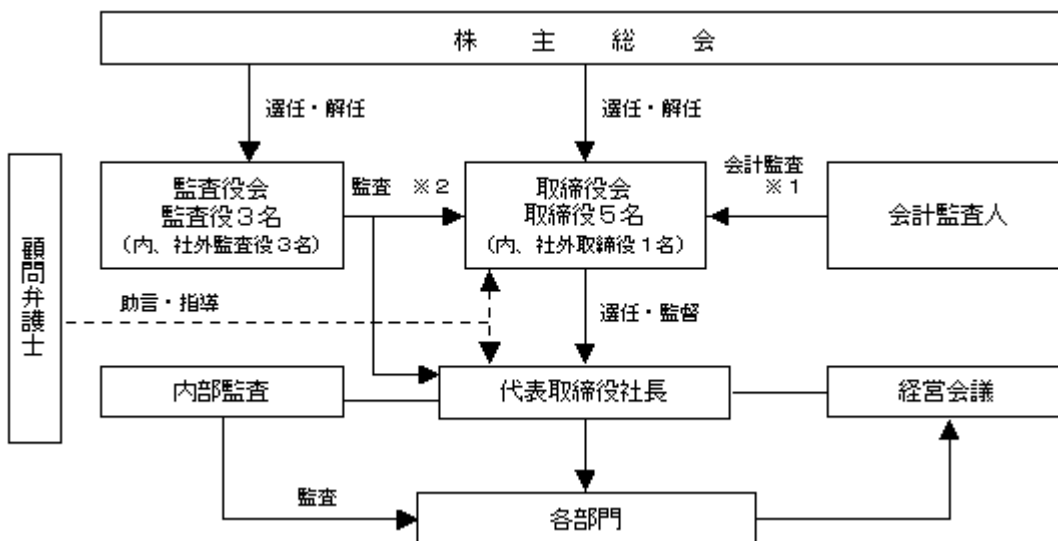 株主総会
選任・解任
選任・解任
顧問弁護士
監査役会
監査役3名
(内、社外監査役3名)
監査 ※2
取締役会
取締役5名
(内、社外取締役1名)
会計監査
※1
会計監査人
助言・指導
選任・監督
内部監査
代表取締役社長
経営会議
監査
各部門